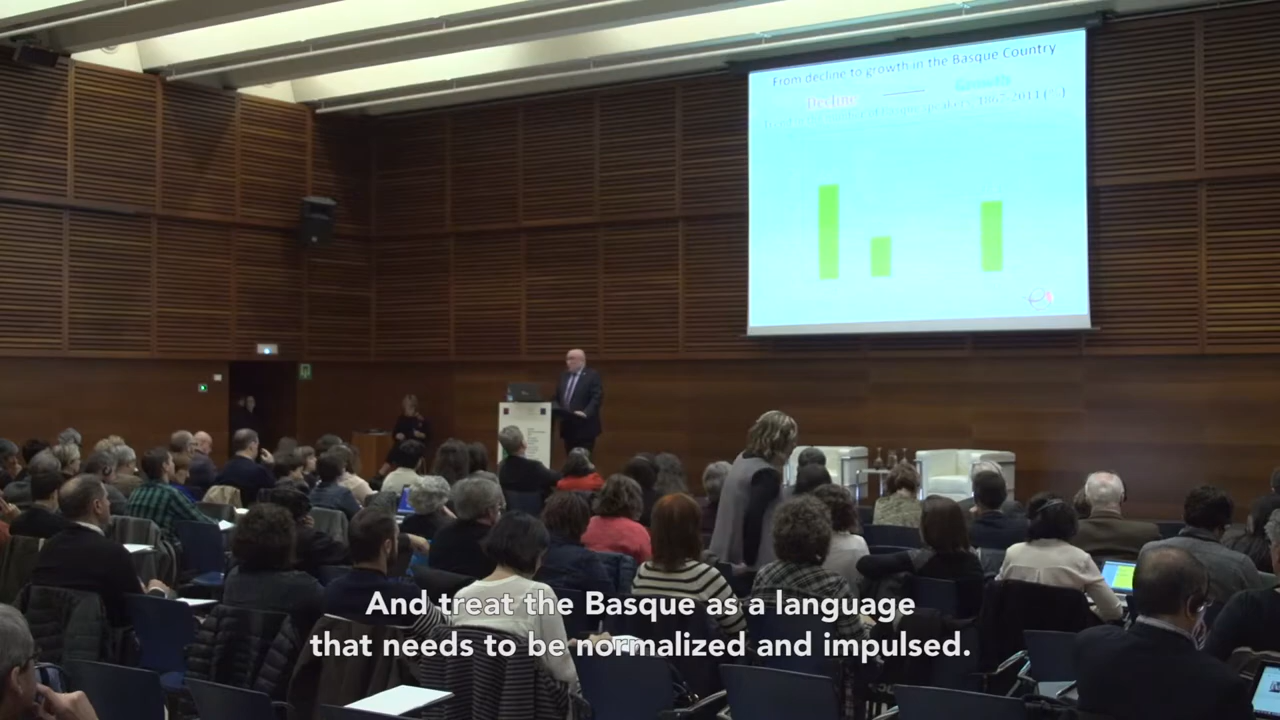 From decline to growth in the Basque Country
Decline
Growth
And treat the Basque as a language
that needs to be normalized and impulsed.